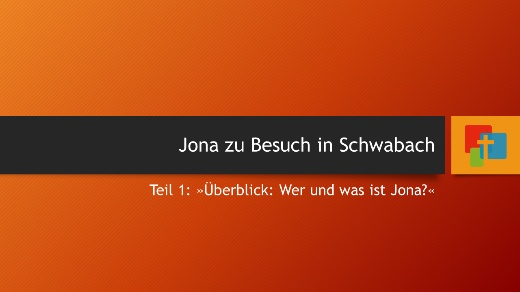 Jona zu Besuch in Schwabach
Teil 1: »Überblick: Wer und was ist Jona?«